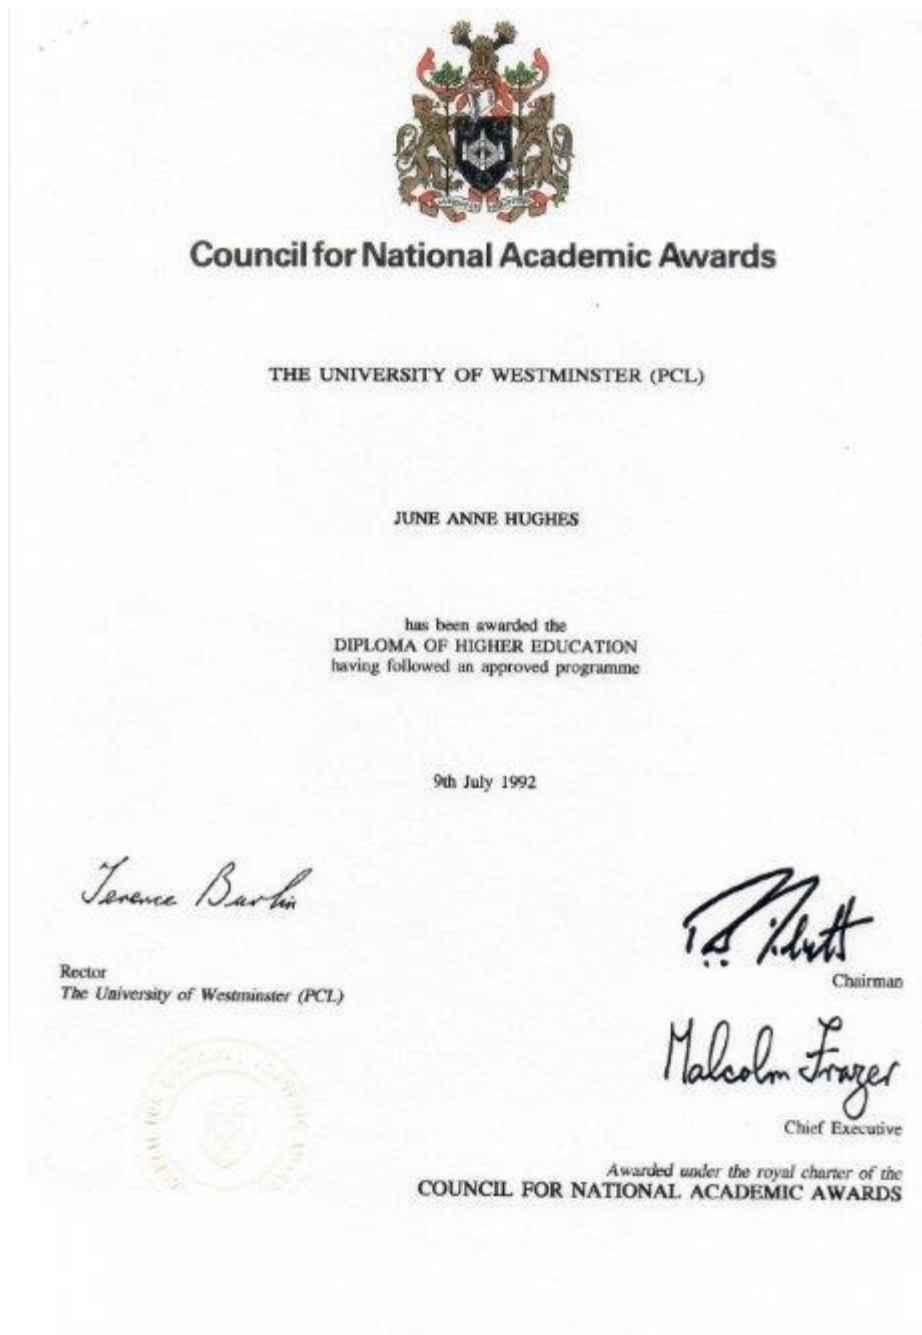 Council for National Academic Awards
THE UNIVERSITY OF WESTMINSTER (PCL)
JUNE ANNE HUGHES
has been awarded the
DIPLOMA OF HIGHER EDUCATION
having followed an approved programme
9th July 1992
Terence Burlin
Rector
The University of Westminster (PCL)
Chairman
Malcolm Frazer
Chief Executive
Awarded under the royal charter of the
COUNCIL FOR NATIONAL ACADEMIC AWARDS